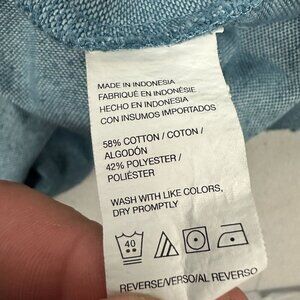 MADE IN INDONESIA
FABRIQUÉ EN INDONÉSIE
HECHO EN INDONESIA
CON INSUMOS IMPORTADOS
58% COTTON / COTON /
ALGODÓN
42% POLYESTER /
POLIÉSTER
WASH WITH LIKE COLORS,
DRY PROMPTLY
40
REVERSE/VERSO/AL REVERSO